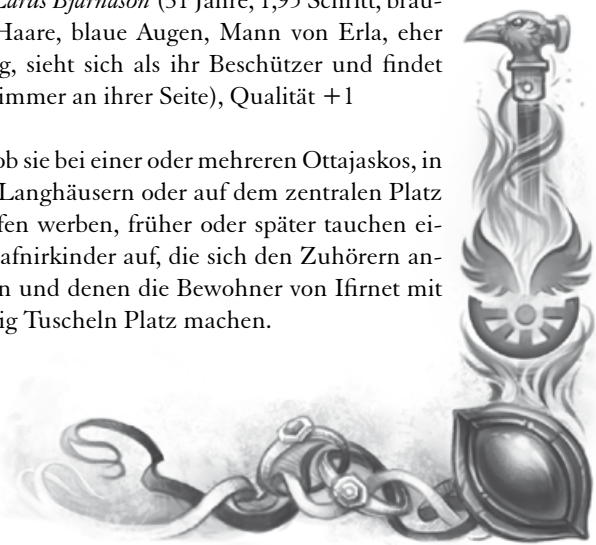 Larus Bjarnason (31 Jahre, 1,95 Schritt, brau-
Haare, blaue Augen, Mann von Erla, eher
g, sieht sich als ihr Beschützer und findet
immer an ihrer Seite), Qualität +1
ob sie bei einer oder mehreren Ottajaskos, in
Langhäusern oder auf dem zentralen Platz
fen werben, früher oder später tauchen ei-
afnirkinder auf, die sich den Zuhörern an-
n und denen die Bewohner von Ifirnet mit
ig Tuscheln Platz machen.